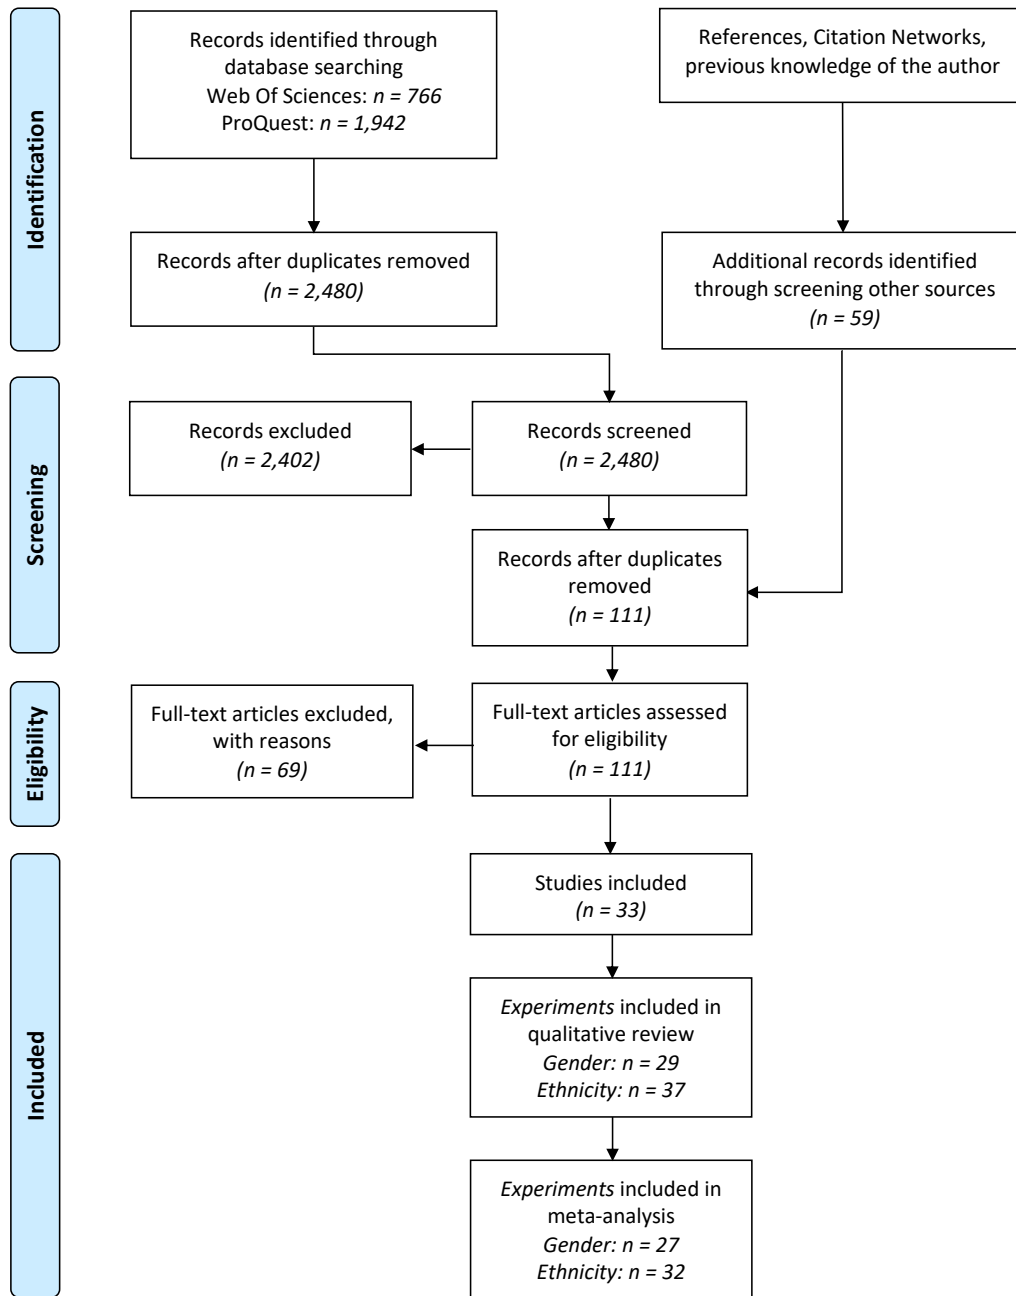 Identification
Records identified through
database searching
Web Of Sciences: n = 766
ProQuest: n = 1,942
References, Citation Networks,
previous knowledge of the author
Records after duplicates removed
(n = 2,480)
Additional records identified
through screening other sources
(n = 59)
Screening
Records excluded
(n = 2,402)
Records screened
(n = 2,480)
Records after duplicates
removed
(n = 111)
Eligibility
Full-text articles excluded,
with reasons
(n = 69)
Full-text articles assessed
for eligibility
(n = 111)
Included
Studies included
(n = 33)
Experiments included in
qualitative review
Gender: n = 29
Ethnicity: n = 37
Experiments included in
meta-analysis
Gender: n = 27
Ethnicity: n = 32